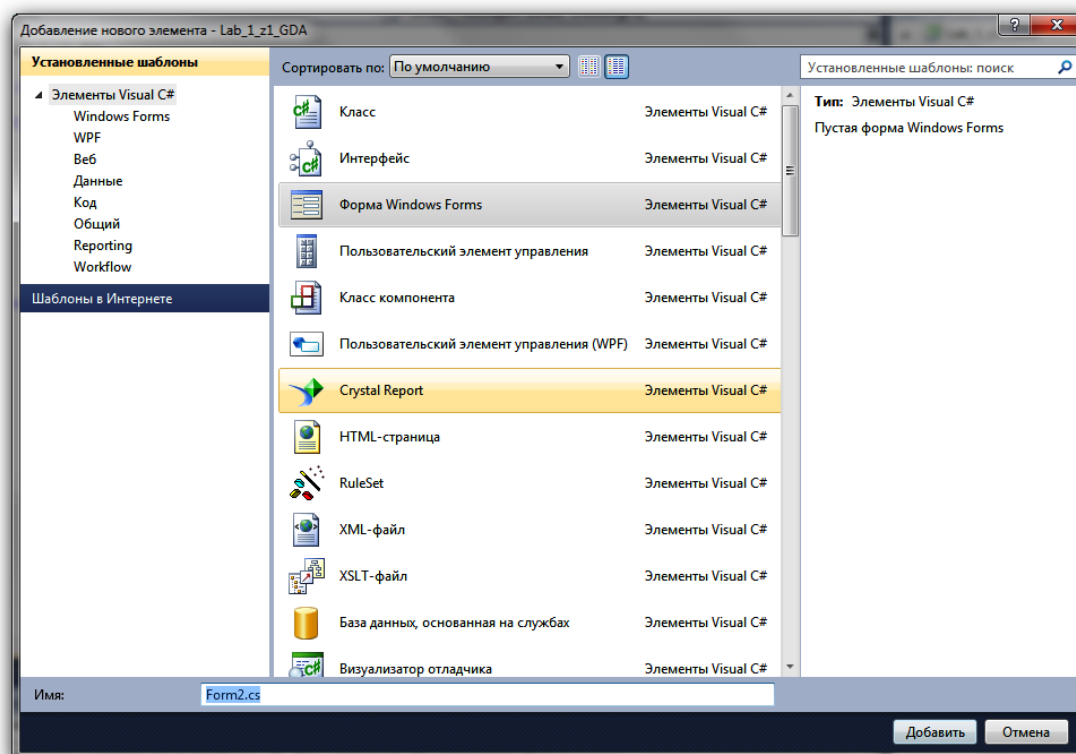 Добавление нового элемента - Lab_1_z1_GDA
Установленные шаблоны
Элементы Visual C#
Windows Forms
WPF
Веб
Данные
Код
Общий
Reporting
Workflow
Шаблоны в Интернете
Сортировать по: По умолчанию
Класс Элементы Visual C#
Интерфейс Элементы Visual C#
Форма Windows Forms Элементы Visual C#
Пользовательский элемент управления Элементы Visual C#
Класс компонента Элементы Visual C#
Пользовательский элемент управления (WPF) Элементы Visual C#
Crystal Report Элементы Visual C#
HTML-страница Элементы Visual C#
RuleSet Элементы Visual C#
XML-файл Элементы Visual C#
XSLT-файл Элементы Visual C#
База данных, основанная на службах Элементы Visual C#
Визуализатор отладчика Элементы Visual C#
Установленные шаблоны: поиск
Тип: Элементы Visual C#
Пустая форма Windows Forms
Имя: Form2.cs
Добавить Отмена